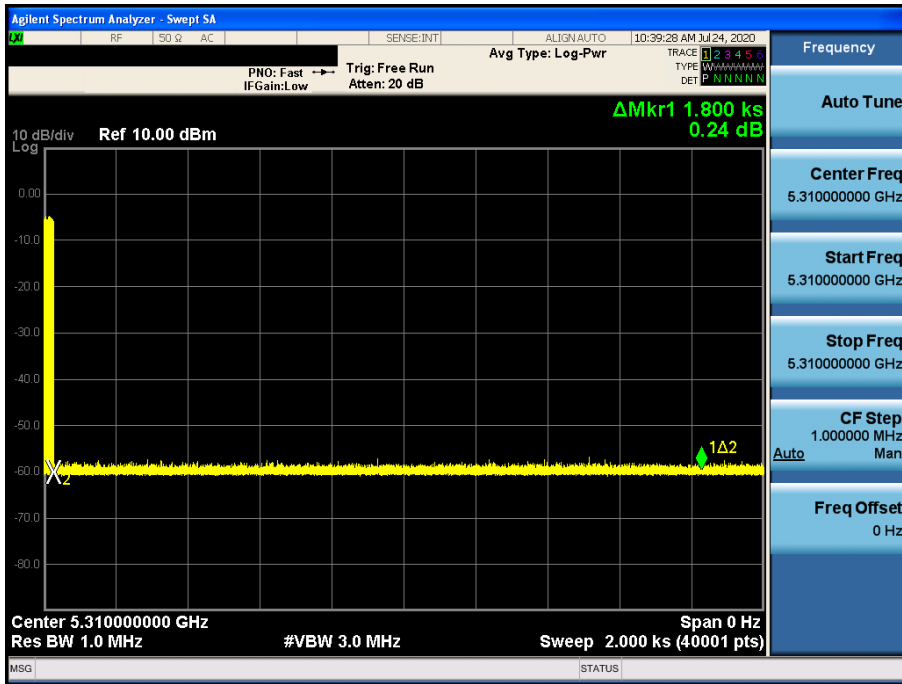 Agilent Spectrum Analyzer - Swept SA
LXI RF 50 Ω AC SENSE:INT ALIGNAUTO 10:39:28 AM Jul 24, 2020
PNO: Fast
IFGain:Low
Trig: Free Run
Atten: 20 dB
Avg Type: Log-Pwr
TRACE 1 2 3 4 5 6
TYPE WWWWWW
DET P N N N N N
ΔMkr1 1.800 ks
0.24 dB
10 dB/div Ref 10.00 dBm
Log
0.00
-10.0
-20.0
-30.0
-40.0
-50.0
-60.0
-70.0
-80.0
X2
1Δ2
Center 5.310000000 GHz Span 0 Hz
Res BW 1.0 MHz #VBW 3.0 MHz Sweep 2.000 ks (40001 pts)
MSG STATUS
Frequency
Auto Tune
Center Freq
5.310000000 GHz
Start Freq
5.310000000 GHz
Stop Freq
5.310000000 GHz
CF Step
1.000000 MHz
Auto Man
Freq Offset
0 Hz